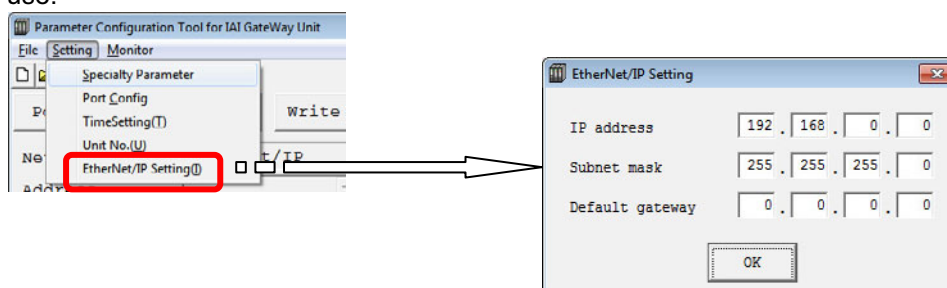 use.
Parameter Configuration Tool for IAI GateWay Unit
File Setting Monitor
Specialty Parameter
Port Config
TimeSetting(T)
Unit No.(U)
EtherNet/IP Setting(I)
Write
t/IP
EtherNet/IP Setting
IP address 192 . 168 . 0 . 0
Subnet mask 255 . 255 . 255 . 0
Default gateway 0 . 0 . 0 . 0
OK